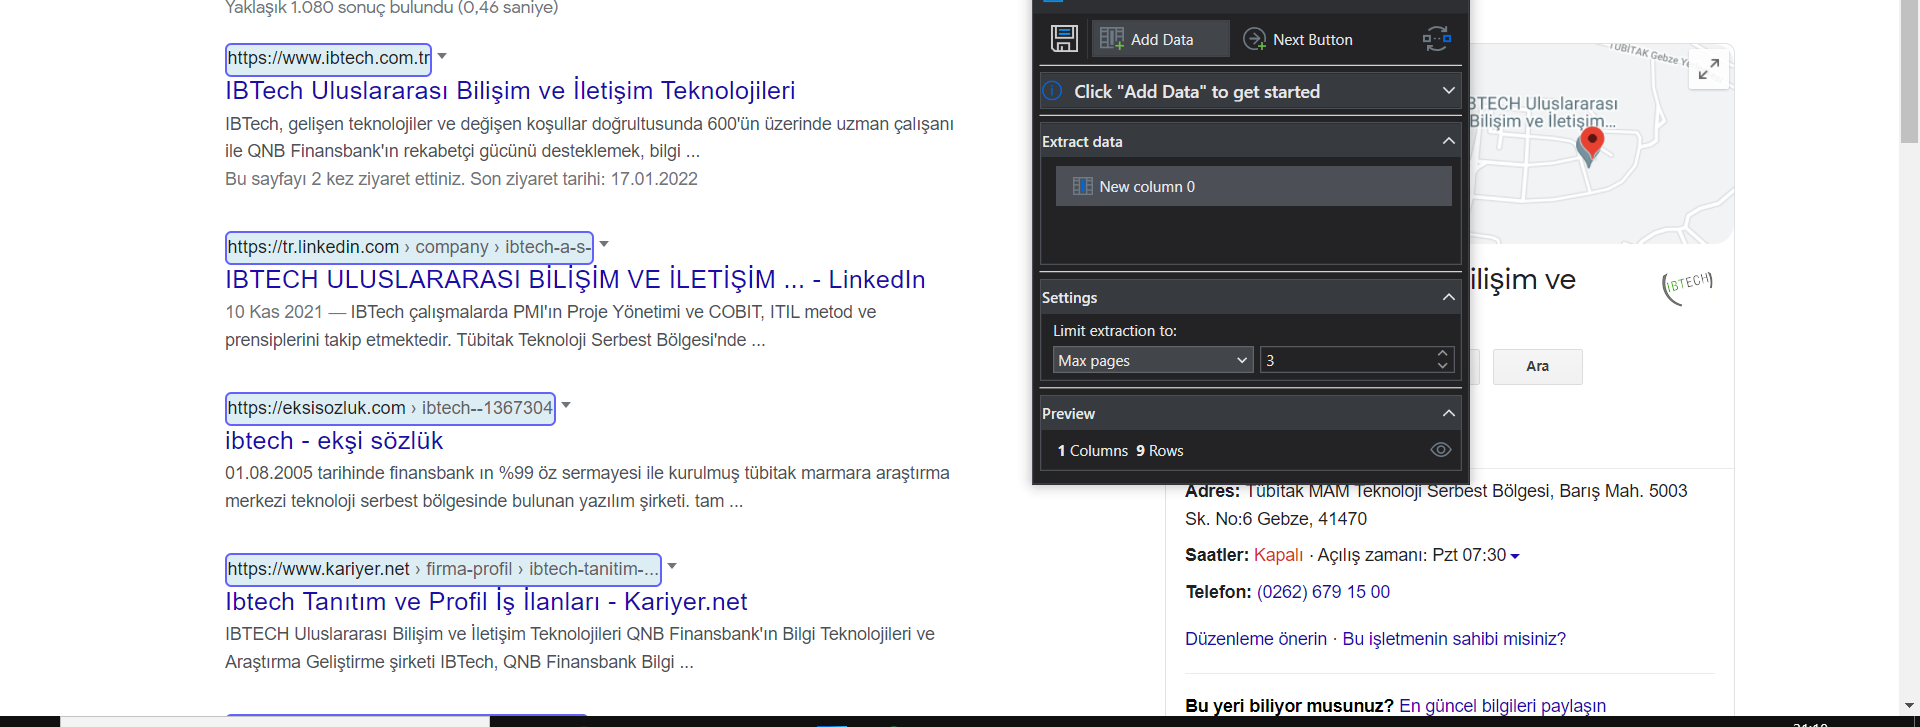 Yaklaşık 1.080 sonuç bulundu (0,46 saniye)
https://www.ibtech.com.tr
IBTech Uluslararası Bilişim ve İletişim Teknolojileri
IBTech, gelişen teknolojiler ve değişen koşullar doğrultusunda 600'ün üzerinde uzman çalışanı
ile QNB Finansbank'ın rekabetçi gücünü desteklemek, bilgi ...
Bu sayfayı 2 kez ziyaret ettiniz. Son ziyaret tarihi: 17.01.2022
https://tr.linkedin.com › company › ibtech-a-s-
IBTECH ULUSLARARASI BİLİŞİM VE İLETİŞİM ... - LinkedIn
10 Kas 2021 — IBTech çalışmalarda PMI'ın Proje Yönetimi ve COBIT, ITIL metod ve
prensiplerini takip etmektedir. Tübitak Teknoloji Serbest Bölgesi'nde ...
https://eksisozluk.com › ibtech--1367304
ibtech - ekşi sözlük
01.08.2005 tarihinde finansbank ın %99 öz sermayesi ile kurulmuş tübitak marmara araştırma
merkezi teknoloji serbest bölgesinde bulunan yazılım şirketi. tam ...
https://www.kariyer.net › firma-profil › ibtech-tanitim-...
Ibtech Tanıtım ve Profil İş İlanları - Kariyer.net
IBTECH Uluslararası Bilişim ve İletişim Teknolojileri QNB Finansbank'ın Bilgi Teknolojileri ve
Araştırma Geliştirme şirketi IBTech, QNB Finansbank Bilgi ...
Add Data
Next Button
Click "Add Data" to get started
Extract data
New column 0
Settings
Limit extraction to:
Max pages
3
Preview
1 Columns 9 Rows
TÜBİTAK Gebze Ye
BTECH Uluslararası
Bilişim ve İletişim...
ilişim ve
IBTECH
Ara
Adres: Tübitak MAM Teknoloji Serbest Bölgesi, Barış Mah. 5003
Sk. No:6 Gebze, 41470
Saatler: Kapalı · Açılış zamanı: Pzt 07:30
Telefon: (0262) 679 15 00
Düzenleme önerin · Bu işletmenin sahibi misiniz?
Bu yeri biliyor musunuz? En güncel bilgileri paylaşın